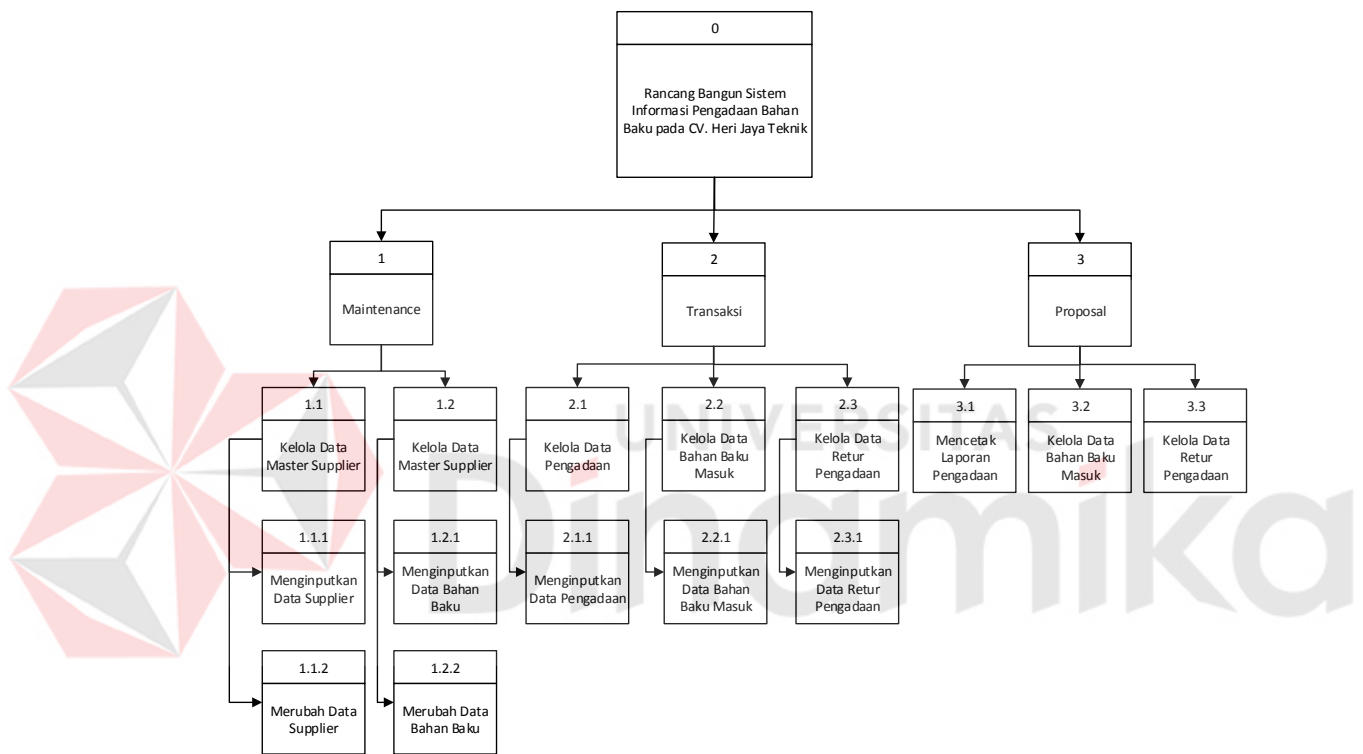 0
Rancang Bangun Sistem
Informasi Pengadaan Bahan
Baku pada CV. Heri Jaya Teknik
1
Maintenance
2
Transaksi
3
Proposal
1.1
Kelola Data
Master Supplier
1.2
Kelola Data
Master Supplier
2.1
Kelola Data
Pengadaan
2.2
Kelola Data
Bahan Baku
Masuk
2.3
Kelola Data
Retur
Pengadaan
3.1
Mencetak
Laporan
Pengadaan
3.2
Kelola Data
Bahan Baku
Masuk
3.3
Kelola Data
Retur
Pengadaan
1.1.1
Menginputkan
Data Supplier
1.2.1
Menginputkan
Data Bahan
Baku
2.1.1
Menginputkan
Data Pengadaan
2.2.1
Menginputkan
Data Bahan
Baku Masuk
2.3.1
Menginputkan
Data Retur
Pengadaan
1.1.2
Merubah Data
Supplier
1.2.2
Merubah Data
Bahan Baku
UNIVERSITAS
Dinamika